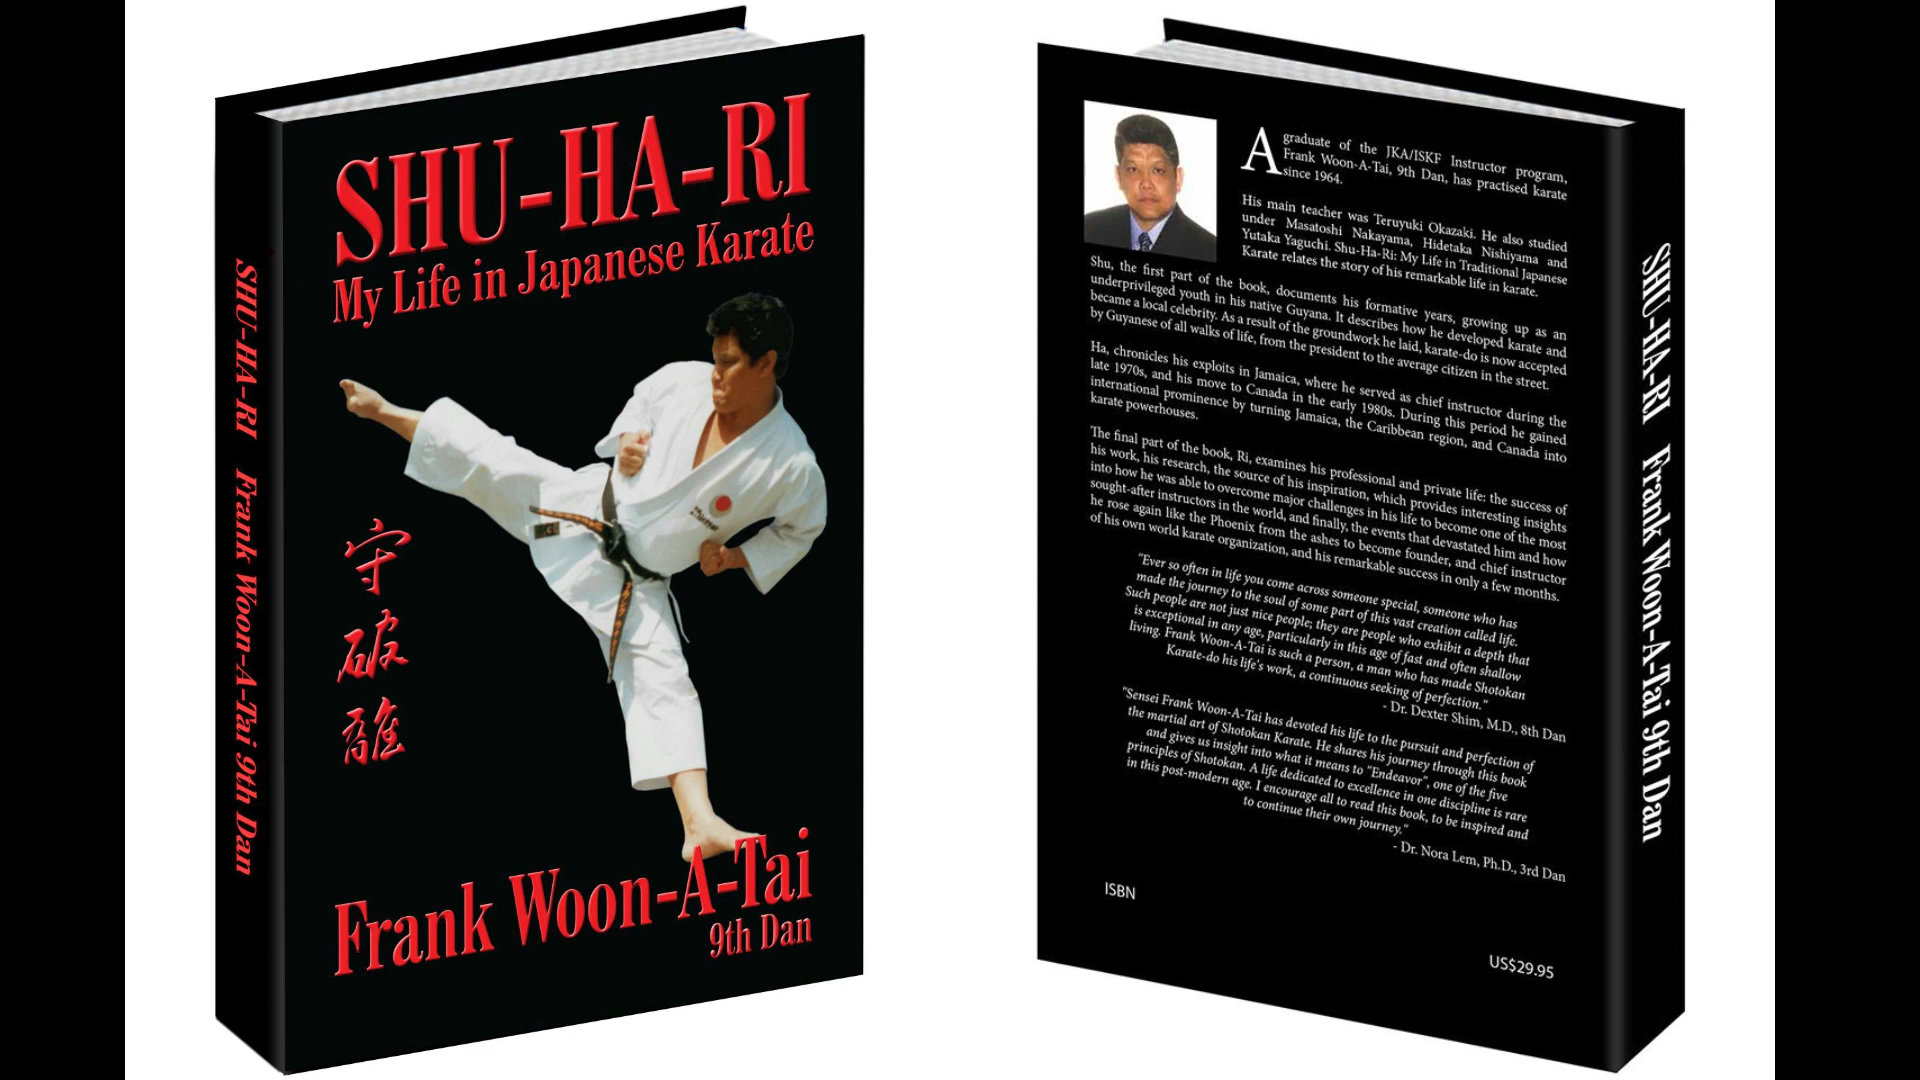 SHU-HA-RI
My Life in Japanese Karate
守
破
離
Frank Woon-A-Tai
9th Dan
SHU-HA-RI Frank Woon-A-Tai 9th Dan
A graduate of the JKA/ISKF Instructor program,
Frank Woon-A-Tai, 9th Dan, has practised karate
since 1964.
His main teacher was Teruyuki Okazaki. He also studied
under Masatoshi Nakayama, Hidetaka Nishiyama and
Yutaka Yaguchi. Shu-Ha-Ri: My Life in Traditional Japanese
Karate relates the story of his remarkable life in karate.
Shu, the first part of the book, documents his formative years, growing up as an
underprivileged youth in his native Guyana. It describes how he developed karate and
became a local celebrity. As a result of the groundwork he laid, karate-do is now accepted
by Guyanese of all walks of life, from the president to the average citizen in the street.
Ha, chronicles his exploits in Jamaica, where he served as chief instructor during the
late 1970s, and his move to Canada in the early 1980s. During this period he gained
international prominence by turning Jamaica, the Caribbean region, and Canada into
karate powerhouses.
The final part of the book, Ri, examines his professional and private life: the success of
his work, his research, the source of his inspiration, which provides interesting insights
into how he was able to overcome major challenges in his life to become one of the most
sought-after instructors in the world, and finally, the events that devastated him and how
he rose again like the Phoenix from the ashes to become founder, and chief instructor
of his own world karate organization, and his remarkable success in only a few months.
"Ever so often in life you come across someone special, someone who has
made the journey to the soul of some part of this vast creation called life.
Such people are not just nice people; they are people who exhibit a depth that
is exceptional in any age, particularly in this age of fast and often shallow
living. Frank Woon-A-Tai is such a person, a man who has made Shotokan
Karate-do his life's work, a continuous seeking of perfection."
- Dr. Dexter Shim, M.D., 8th Dan
"Sensei Frank Woon-A-Tai has devoted his life to the pursuit and perfection of
the martial art of Shotokan Karate. He shares his journey through this book
and gives us insight into what it means to "Endeavor", one of the five
principles of Shotokan. A life dedicated to excellence in one discipline is rare
in this post-modern age. I encourage all to read this book, to be inspired and
to continue their own journey."
- Dr. Nora Lem, Ph.D., 3rd Dan
ISBN
US$29.95
SHU-HA-RI Frank Woon-A-Tai 9th Dan